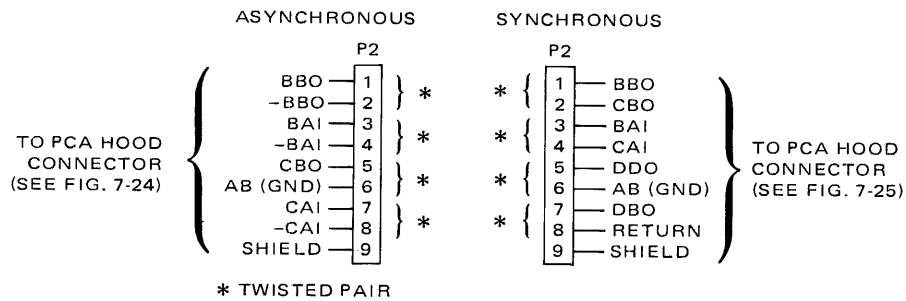 ASYNCHRONOUS
P2
BBO 1
-BBO 2 *
BAI 3
-BAI 4 *
CBO 5
AB (GND) 6 *
CAI 7
-CAI 8 *
SHIELD 9
TO PCA HOOD
CONNECTOR
(SEE FIG. 7-24)
* TWISTED PAIR
SYNCHRONOUS
P2
1 BBO
* 2 CBO
3 BAI
* 4 CAI
5 DDO
* 6 AB (GND)
7 DBO
* 8 RETURN
9 SHIELD
TO PCA HOOD
CONNECTOR
(SEE FIG. 7-25)